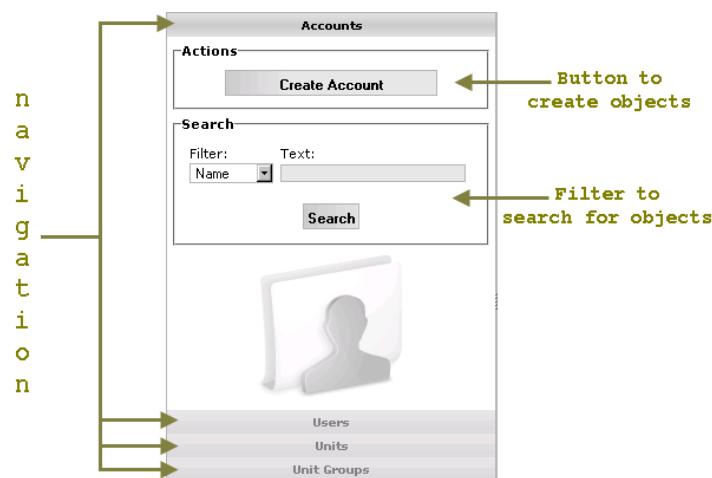 navigation
Accounts
Actions
Create Account
Button to
create objects
Search
Filter: Text:
Name
Search
Filter to
search for objects
Users
Units
Unit Groups